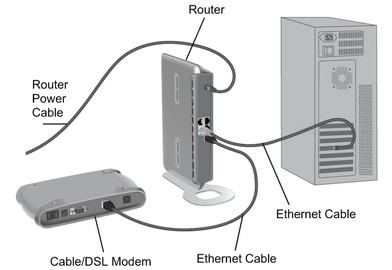 Router
Router
Power
Cable
Ethernet Cable
Cable/DSL Modem
Ethernet Cable